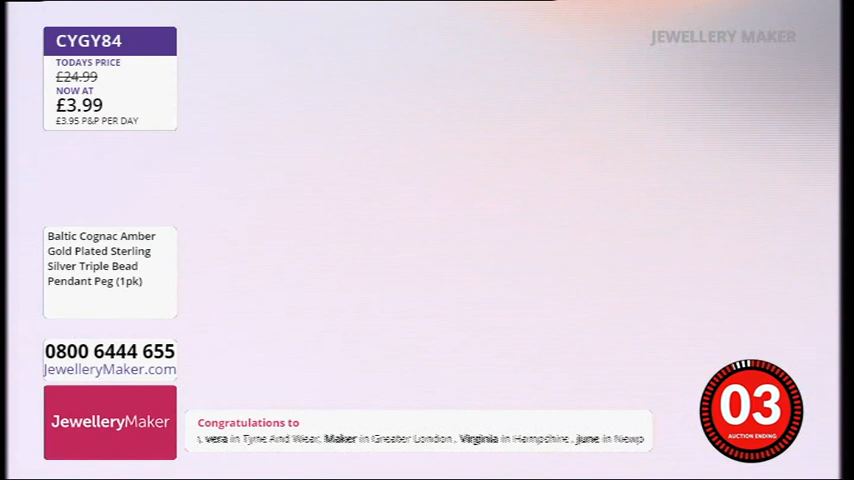 CYGY84
TODAYS PRICE
£24.99
NOW AT
£3.99
£3.95 P&P PER DAY
JEWELLERY MAKER
Baltic Cognac Amber
Gold Plated Sterling
Silver Triple Bead
Pendant Peg (1pk)
0800 6444 655
JewelleryMaker.com
JewelleryMaker
Congratulations to
vera in Tyne And Wear, Maker in Greater London, Virginia in Hampshire, june in Newp
03
AUCTION ENDING